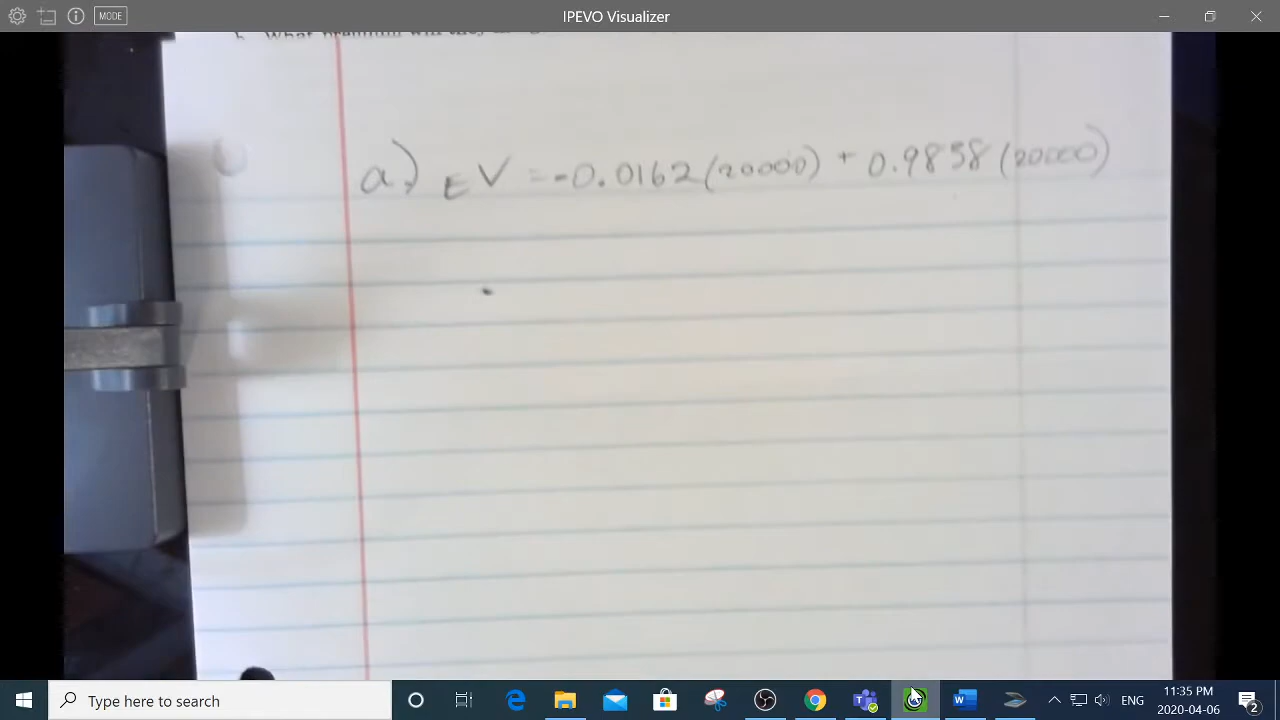 MODE
IPEVO Visualizer
a) EV = -0.0162 (20000) + 0.9838 (20000)
Type here to search
ENG
11:35 PM
2020-04-06
2